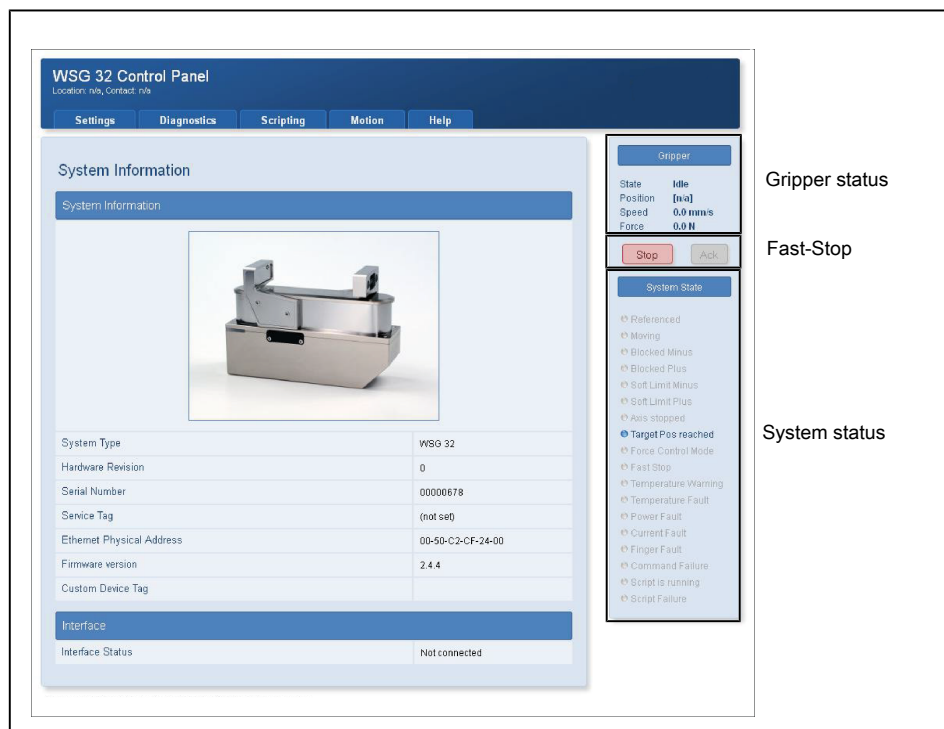 WSG 32 Control Panel
Location: n/a, Contact: n/a
Settings Diagnostics Scripting Motion Help
System Information
System Information
System Type WSG 32
Hardware Revision 0
Serial Number 00000678
Service Tag (not set)
Ethernet Physical Address 00-50-C2-CF-24-00
Firmware version 2.4.4
Custom Device Tag
Interface
Interface Status Not connected
Gripper
State Idle
Position [n/a]
Speed 0.0 mm/s
Force 0.0 N
Gripper status
Stop Ack
Fast-Stop
System State
Referenced
Moving
Blocked Minus
Blocked Plus
Soft Limit Minus
Soft Limit Plus
Axis stopped
Target Pos reached
Force Control Mode
Fast Stop
Temperature Warning
Temperature Fault
Power Fault
Current Fault
Finger Fault
Command Failure
Script is running
Script Failure
System status